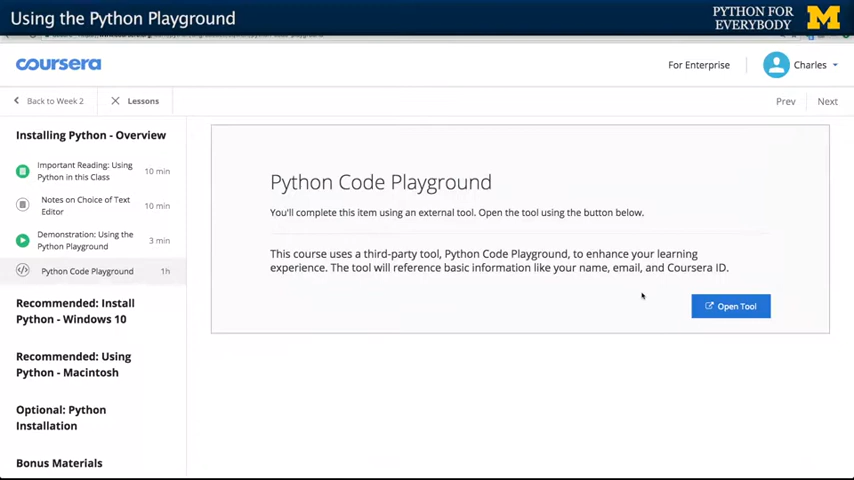 Using the Python Playground
PYTHON FOR
EVERYBODY
M
coursera
For Enterprise
Charles
Back to Week 2
Lessons
Prev
Next
Installing Python - Overview
Important Reading: Using
Python in this Class
10 min
Notes on Choice of Text
Editor
10 min
Demonstration: Using the
Python Playground
3 min
Python Code Playground
1h
Recommended: Install
Python - Windows 10
Recommended: Using
Python - Macintosh
Optional: Python
Installation
Bonus Materials
Python Code Playground
You'll complete this item using an external tool. Open the tool using the button below.
This course uses a third-party tool, Python Code Playground, to enhance your learning
experience. The tool will reference basic information like your name, email, and Coursera ID.
Open Tool